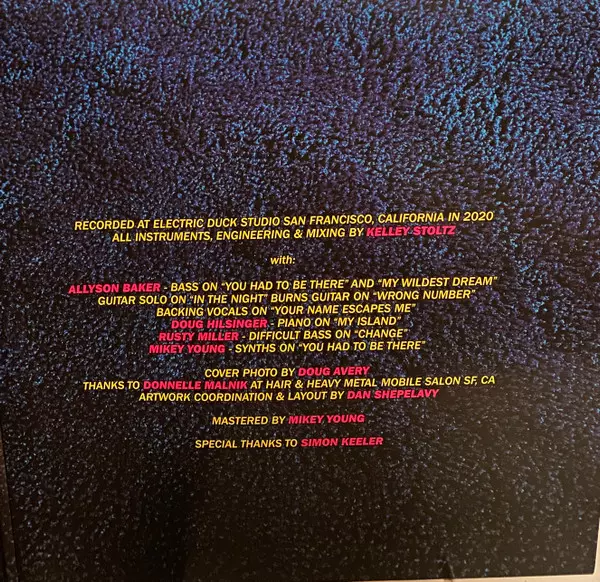 RECORDED AT ELECTRIC DUCK STUDIO SAN FRANCISCO, CALIFORNIA IN 2020
ALL INSTRUMENTS, ENGINEERING & MIXING BY KELLEY STOLTZ
with:
ALLYSON BAKER - BASS ON "YOU HAD TO BE THERE" AND "MY WILDEST DREAM"
GUITAR SOLO ON "IN THE NIGHT" BURNS GUITAR ON "WRONG NUMBER"
BACKING VOCALS ON "YOUR NAME ESCAPES ME"
DOUG HILSINGER - PIANO ON "MY ISLAND"
RUSTY MILLER - DIFFICULT BASS ON "CHANGE"
MIKEY YOUNG - SYNTHS ON "YOU HAD TO BE THERE"
COVER PHOTO BY DOUG AVERY
THANKS TO DONNELLE MALNIK AT HAIR & HEAVY METAL MOBILE SALON SF, CA
ARTWORK COORDINATION & LAYOUT BY DAN SHEPELAVY
MASTERED BY MIKEY YOUNG
SPECIAL THANKS TO SIMON KEELER